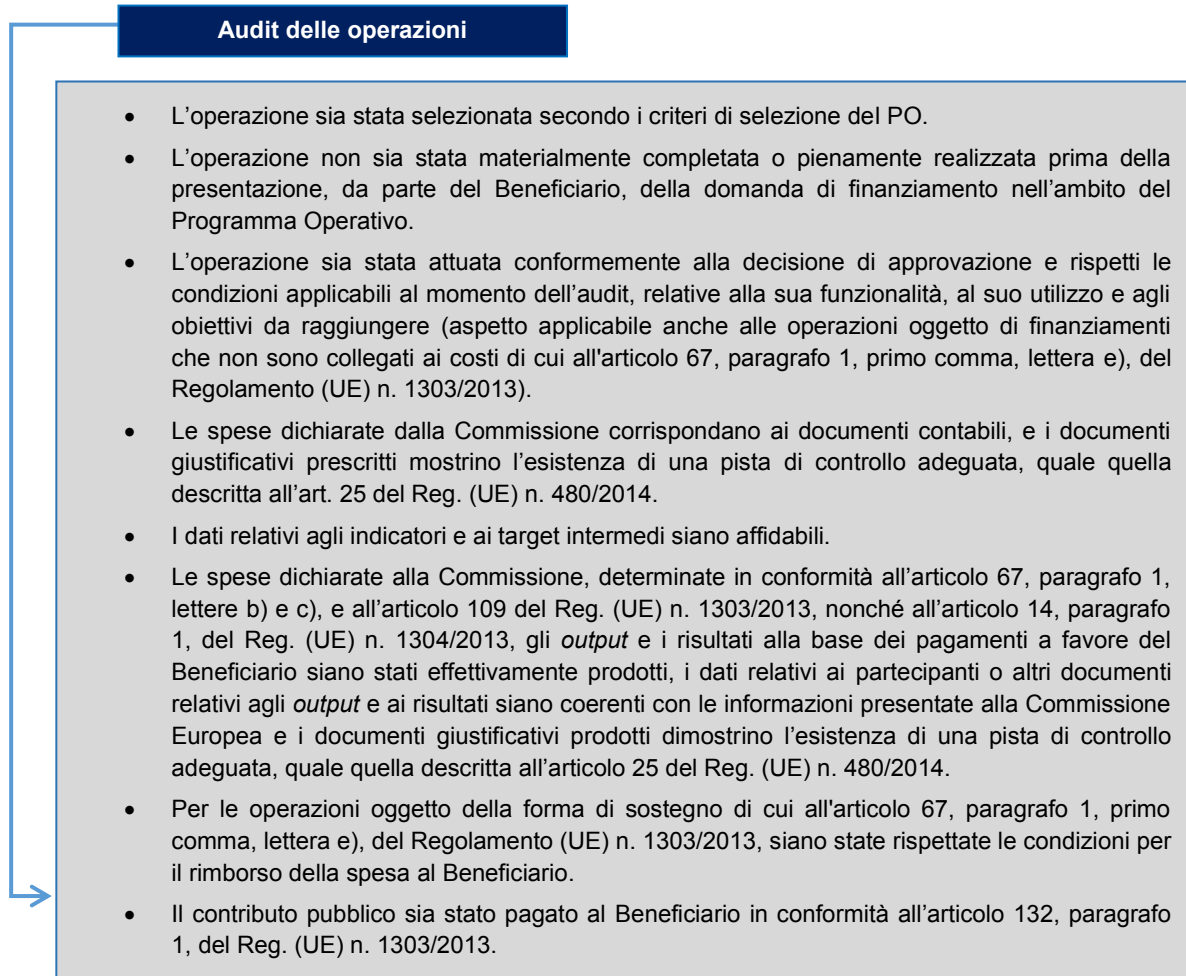 Audit delle operazioni
• L’operazione sia stata selezionata secondo i criteri di selezione del PO.
• L’operazione non sia stata materialmente completata o pienamente realizzata prima della
presentazione, da parte del Beneficiario, della domanda di finanziamento nell’ambito del
Programma Operativo.
• L’operazione sia stata attuata conformemente alla decisione di approvazione e rispetti le
condizioni applicabili al momento dell’audit, relative alla sua funzionalità, al suo utilizzo e agli
obiettivi da raggiungere (aspetto applicabile anche alle operazioni oggetto di finanziamenti
che non sono collegati ai costi di cui all'articolo 67, paragrafo 1, primo comma, lettera e), del
Regolamento (UE) n. 1303/2013).
• Le spese dichiarate dalla Commissione corrispondano ai documenti contabili, e i documenti
giustificativi prescritti mostrino l’esistenza di una pista di controllo adeguata, quale quella
descritta all’art. 25 del Reg. (UE) n. 480/2014.
• I dati relativi agli indicatori e ai target intermedi siano affidabili.
• Le spese dichiarate alla Commissione, determinate in conformità all’articolo 67, paragrafo 1,
lettere b) e c), e all’articolo 109 del Reg. (UE) n. 1303/2013, nonché all’articolo 14, paragrafo
1, del Reg. (UE) n. 1304/2013, gli output e i risultati alla base dei pagamenti a favore del
Beneficiario siano stati effettivamente prodotti, i dati relativi ai partecipanti o altri documenti
relativi agli output e ai risultati siano coerenti con le informazioni presentate alla Commissione
Europea e i documenti giustificativi prodotti dimostrino l’esistenza di una pista di controllo
adeguata, quale quella descritta all’articolo 25 del Reg. (UE) n. 480/2014.
• Per le operazioni oggetto della forma di sostegno di cui all'articolo 67, paragrafo 1, primo
comma, lettera e), del Regolamento (UE) n. 1303/2013, siano state rispettate le condizioni per
il rimborso della spesa al Beneficiario.
• Il contributo pubblico sia stato pagato al Beneficiario in conformità all’articolo 132, paragrafo
1, del Reg. (UE) n. 1303/2013.